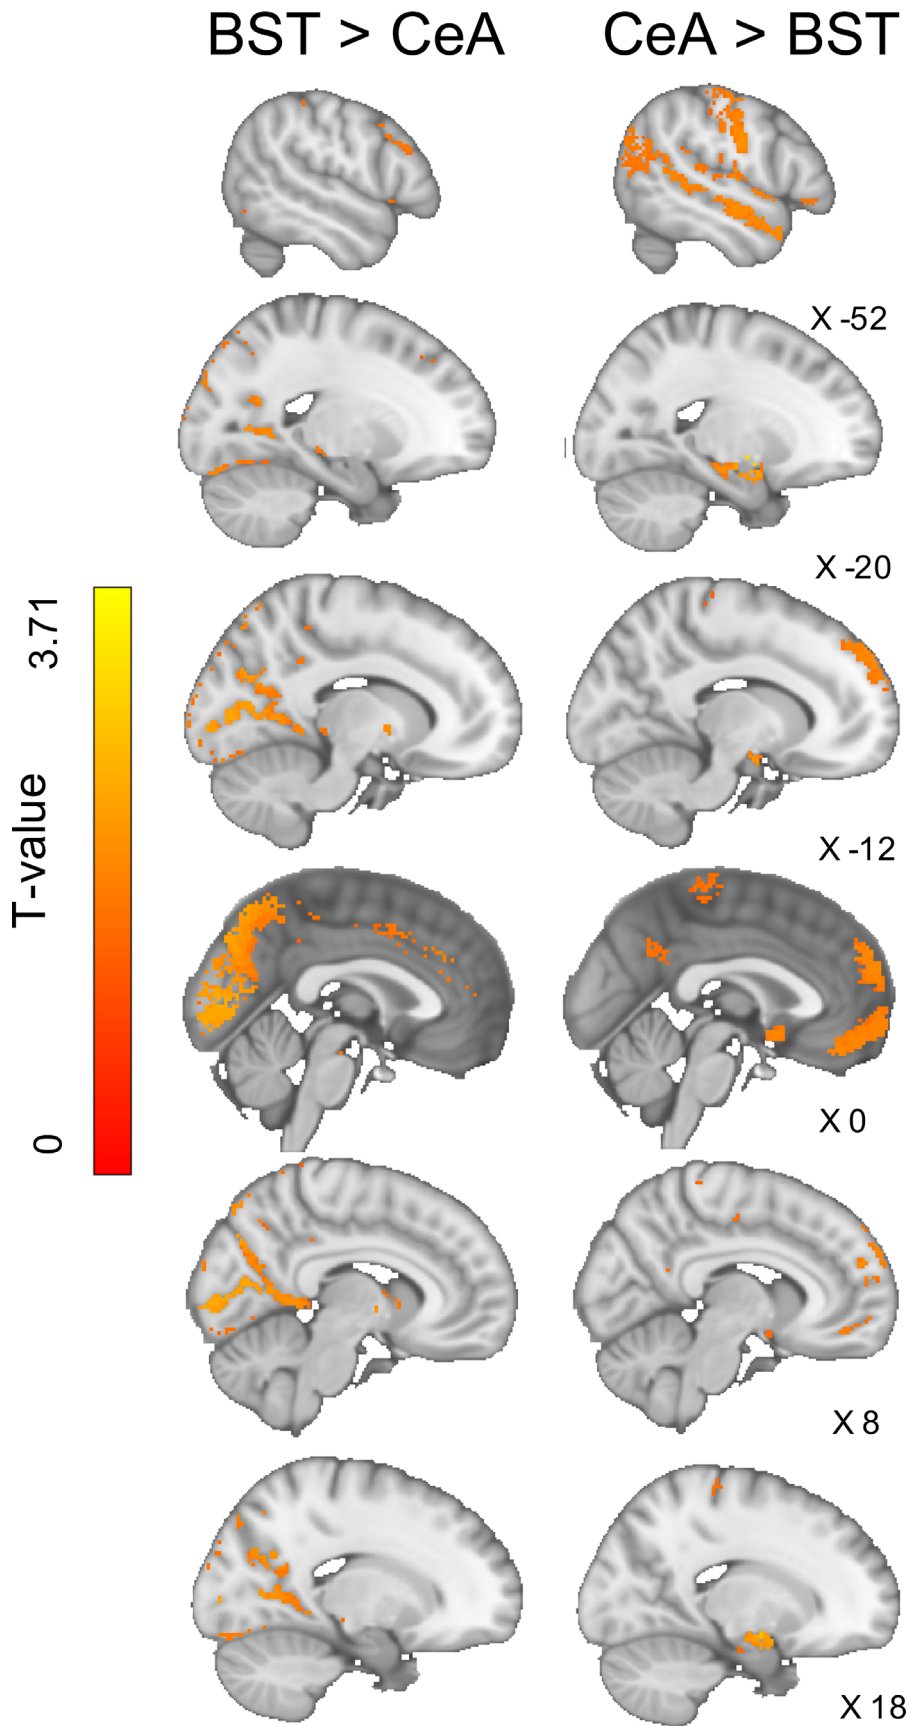 BST > CeA
CeA > BST
X -52
X -20
3.71
T-value
X -12
0
X 0
X 8
X 18